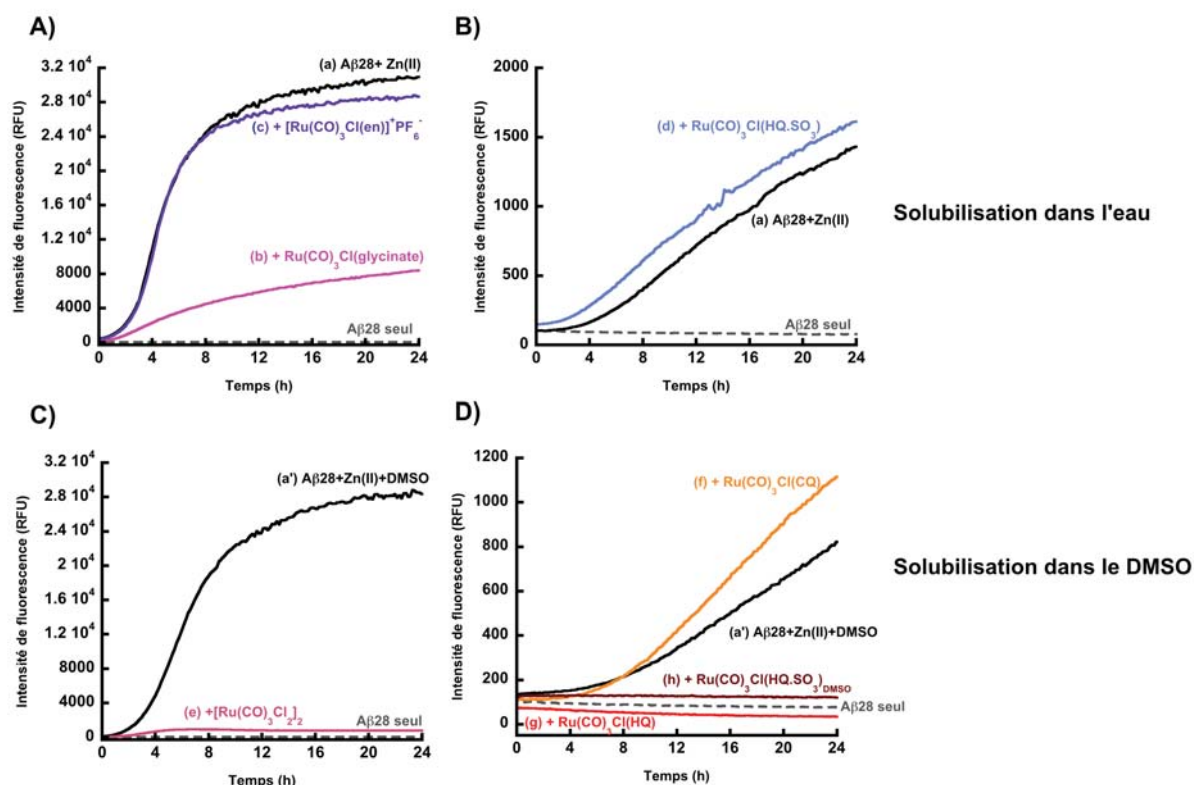 A)
Intensité de fluorescence (RFU)
3.2 10⁴
2.8 10⁴
2.4 10⁴
2 10⁴
1.6 10⁴
1.2 10⁴
8000
4000
0
(a) Aβ28+ Zn(II)
(c) + [Ru(CO)₃Cl(en)]⁺PF₆⁻
(b) + Ru(CO)₃Cl(glycinate)
Aβ28 seul
0 4 8 12 16 20 24
Temps (h)
B)
Intensité de fluorescence (RFU)
2000
1500
1000
500
0
(d) + Ru(CO)₃Cl(HQ.SO₃)
(a) Aβ28+Zn(II)
Aβ28 seul
0 4 8 12 16 20 24
Temps (h)
Solubilisation dans l'eau
C)
Intensité de fluorescence (RFU)
3.2 10⁴
2.8 10⁴
2.4 10⁴
2 10⁴
1.6 10⁴
1.2 10⁴
8000
4000
0
(a') Aβ28+Zn(II)+DMSO
(e) +[Ru(CO)₃Cl₂]₂
Aβ28 seul
0 4 8 12 16 20 24
Temps (h)
D)
Intensité de fluorescence (RFU)
1200
1000
800
600
400
200
0
(f) + Ru(CO)₃Cl(CQ)
(a') Aβ28+Zn(II)+DMSO
(h) + Ru(CO)₃Cl(HQ.SO₃)DMSO
Aβ28 seul
(g) + Ru(CO)₃Cl(HQ)
0 4 8 12 16 20 24
Temps (h)
Solubilisation dans le DMSO